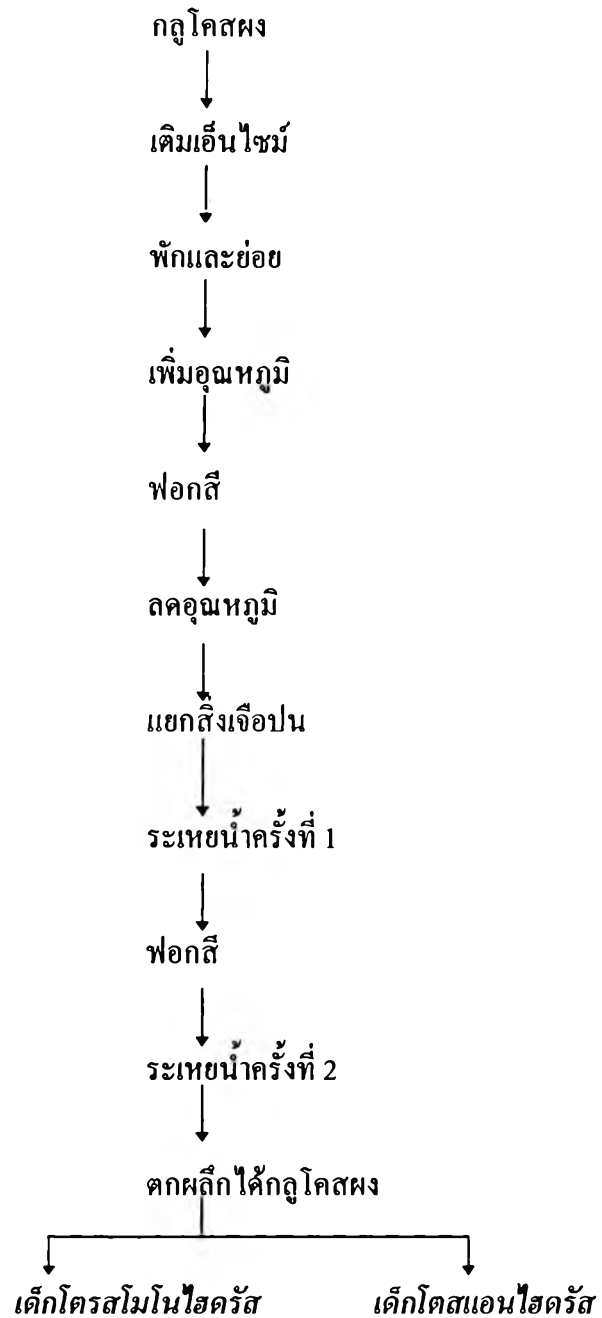 กลูโคสผง
เติมเอ็นไซม์
พักและย่อย
เพิ่มอุณหภูมิ
ฟอกสี
ลดอุณหภูมิ
แยกสิ่งเจือปน
ระเหยน้ำครั้งที่ 1
ฟอกสี
ระเหยน้ำครั้งที่ 2
ตกผลึกได้กลูโคสผง
เด็กโตรสโมโนไฮดรัส เด็กโตสแอนไฮดรัส